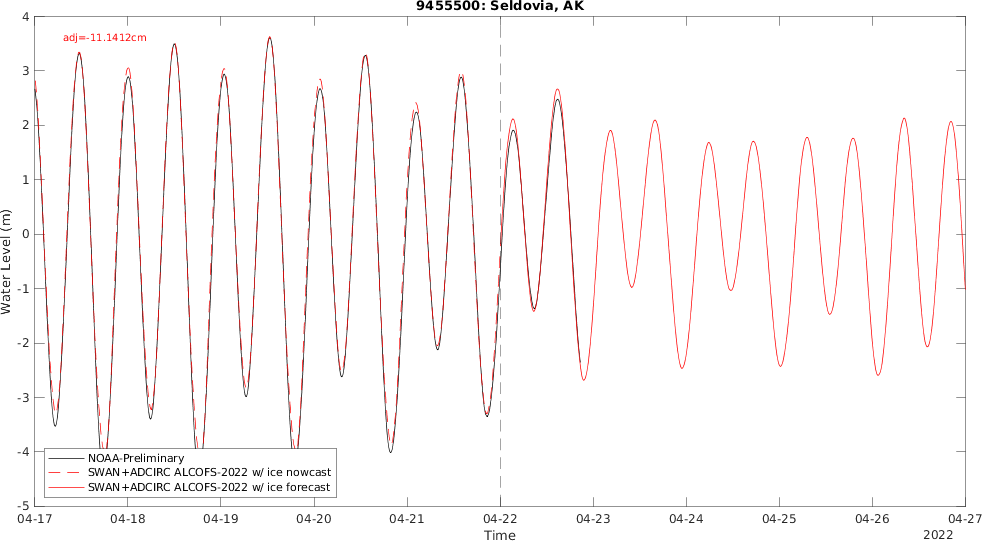 9455500: Seldovia, AK
adj=-11.1412cm
4
3
2
1
0
-1
-2
-3
-4
-5
Water Level (m)
NOAA-Preliminary
SWAN+ADCIRC ALCOFS-2022 w/ ice nowcast
SWAN+ADCIRC ALCOFS-2022 w/ ice forecast
04-17 04-18 04-19 04-20 04-21 04-22 04-23 04-24 04-25 04-26 04-27
Time
2022